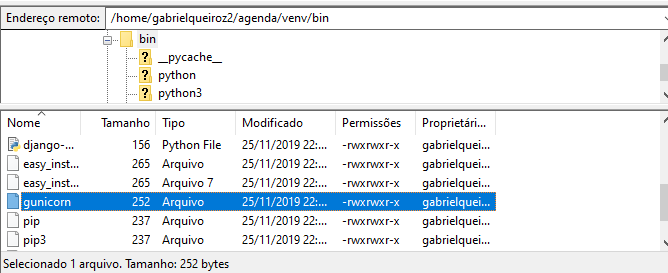 Endereço remoto: /home/gabrielqueiroz2/agenda/venv/bin
bin
__pycache__
python
python3
Nome Tamanho Tipo Modificado Permissões Proprietári...
django-... 156 Python File 25/11/2019 22:... -rwxrwxr-x gabrielquei...
easy_inst... 265 Arquivo 25/11/2019 22:... -rwxrwxr-x gabrielquei...
easy_inst... 265 Arquivo 7 25/11/2019 22:... -rwxrwxr-x gabrielquei...
gunicorn 252 Arquivo 25/11/2019 22:... -rwxrwxr-x gabrielquei...
pip 237 Arquivo 25/11/2019 22:... -rwxrwxr-x gabrielquei...
pip3 237 Arquivo 25/11/2019 22:... -rwxrwxr-x gabrielquei...
Selecionado 1 arquivo. Tamanho: 252 bytes